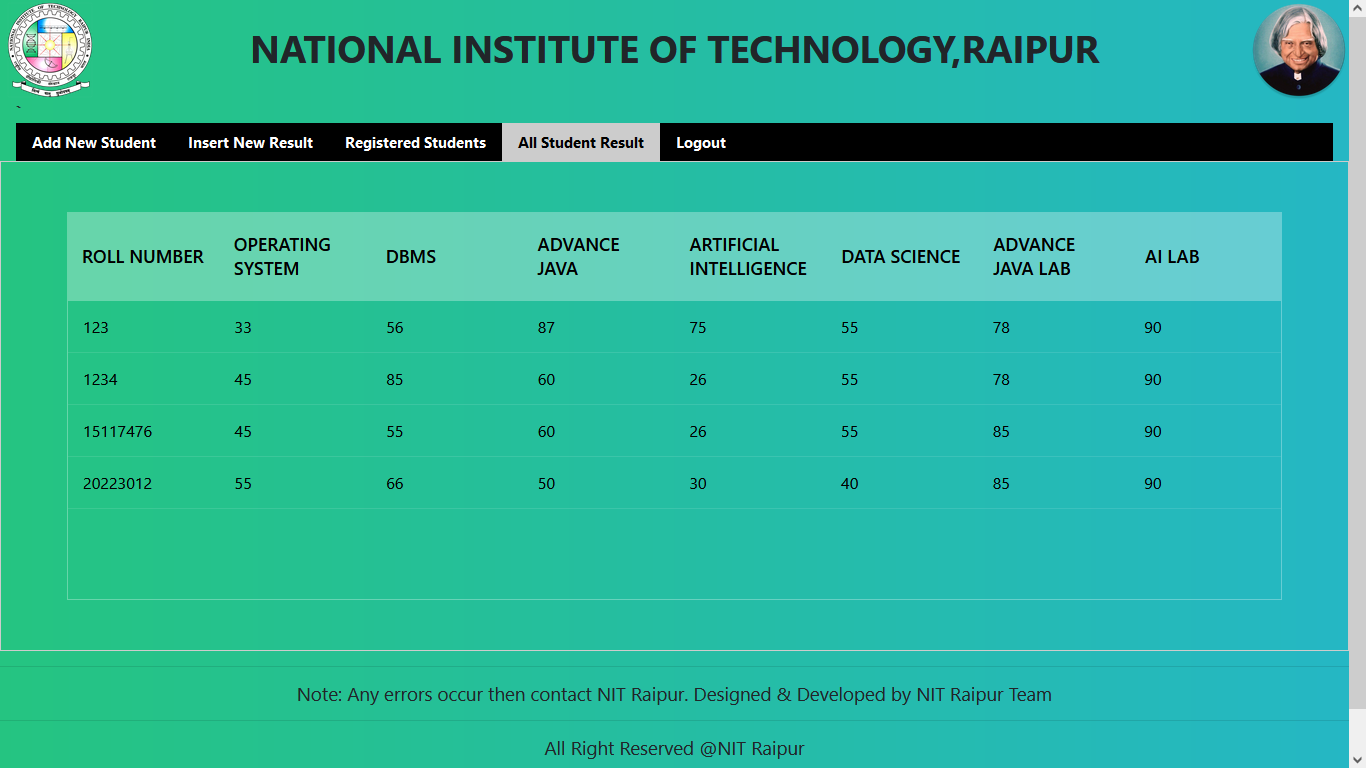 NATIONAL INSTITUTE OF TECHNOLOGY,RAIPUR
`
Add New Student Insert New Result Registered Students All Student Result Logout
ROLL NUMBER OPERATING SYSTEM DBMS ADVANCE JAVA ARTIFICIAL INTELLIGENCE DATA SCIENCE ADVANCE JAVA LAB AI LAB
123 33 56 87 75 55 78 90
1234 45 85 60 26 55 78 90
15117476 45 55 60 26 55 85 90
20223012 55 66 50 30 40 85 90
Note: Any errors occur then contact NIT Raipur. Designed & Developed by NIT Raipur Team
All Right Reserved @NIT Raipur